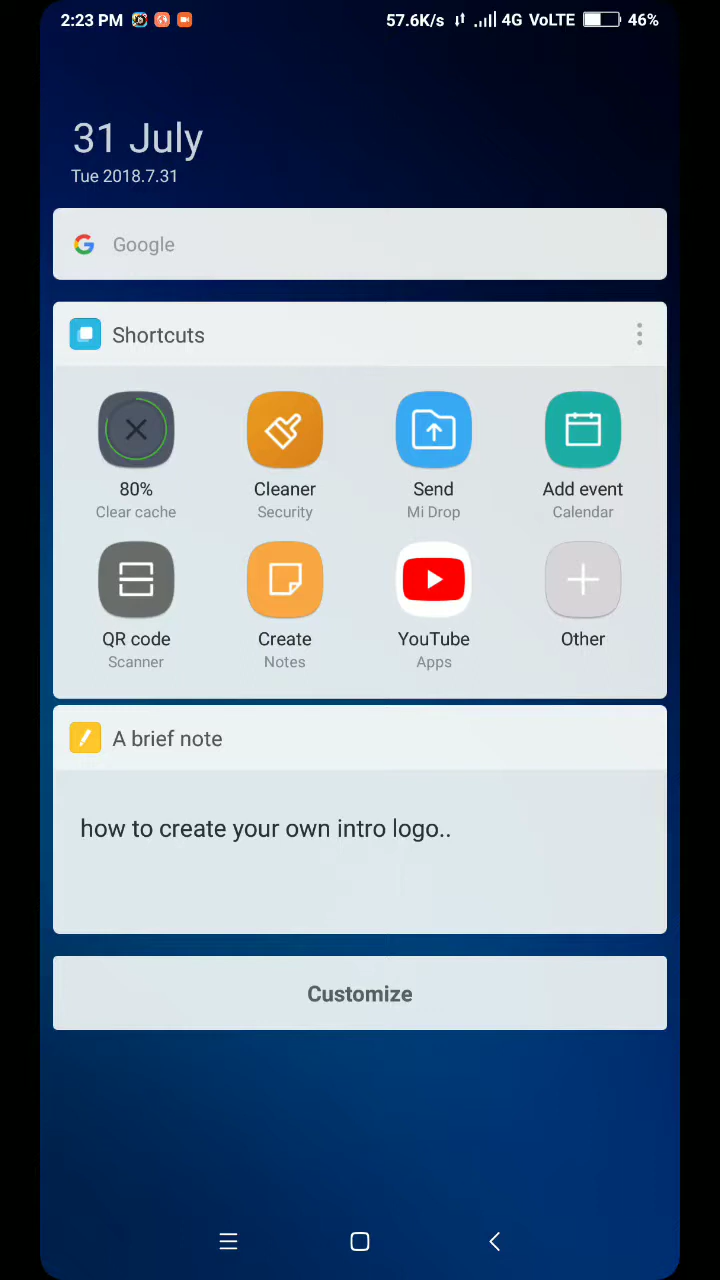 2:23 PM 57.6K/s 4G VoLTE 46%
31 July
Tue 2018.7.31
Google
Shortcuts
80% Cleaner Send Add event
Clear cache Security Mi Drop Calendar
QR code Create YouTube Other
Scanner Notes Apps
A brief note
how to create your own intro logo..
Customize